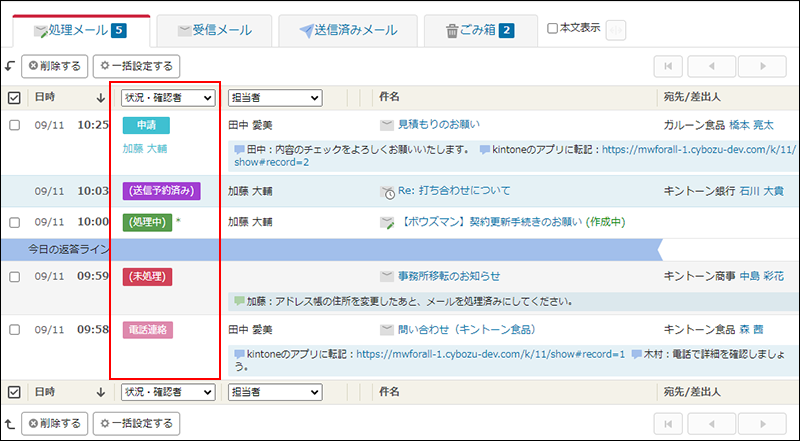 処理メール 5 受信メール 送信済みメール ごみ箱 2 本文表示
削除する 一括設定する
日時 状況・確認者 担当者 件名 宛先/差出人
09/11 10:25 申請 田中 愛美 見積もりのお願い ガルーン食品 橋本 亮太
加藤 大輔
田中：内容のチェックをよろしくお願いいたします。 kintoneのアプリに転記：https://mwforall-1.cybozu-dev.com/k/11/
show#record=2
09/11 10:03 (送信予約済み) 加藤 大輔 Re: 打ち合わせについて キントーン銀行 石川 大貴
09/11 10:00 (処理中) * 加藤 大輔 【ボウズマン】契約更新手続きのお願い (作成中)
今日の返答ライン
09/11 09:59 (未処理) 事務所移転のお知らせ キントーン商事 中島 彩花
加藤：アドレス帳の住所を変更したあと、メールを処理済みにしてください。
09/11 09:58 電話連絡 田中 愛美 問い合わせ（キントーン食品） キントーン食品 森 茜
kintoneのアプリに転記：https://mwforall-1.cybozu-dev.com/k/11/show#record=1 木村：電話で詳細を確認しましょ
う。
日時 状況・確認者 担当者 件名 宛先/差出人
削除する 一括設定する